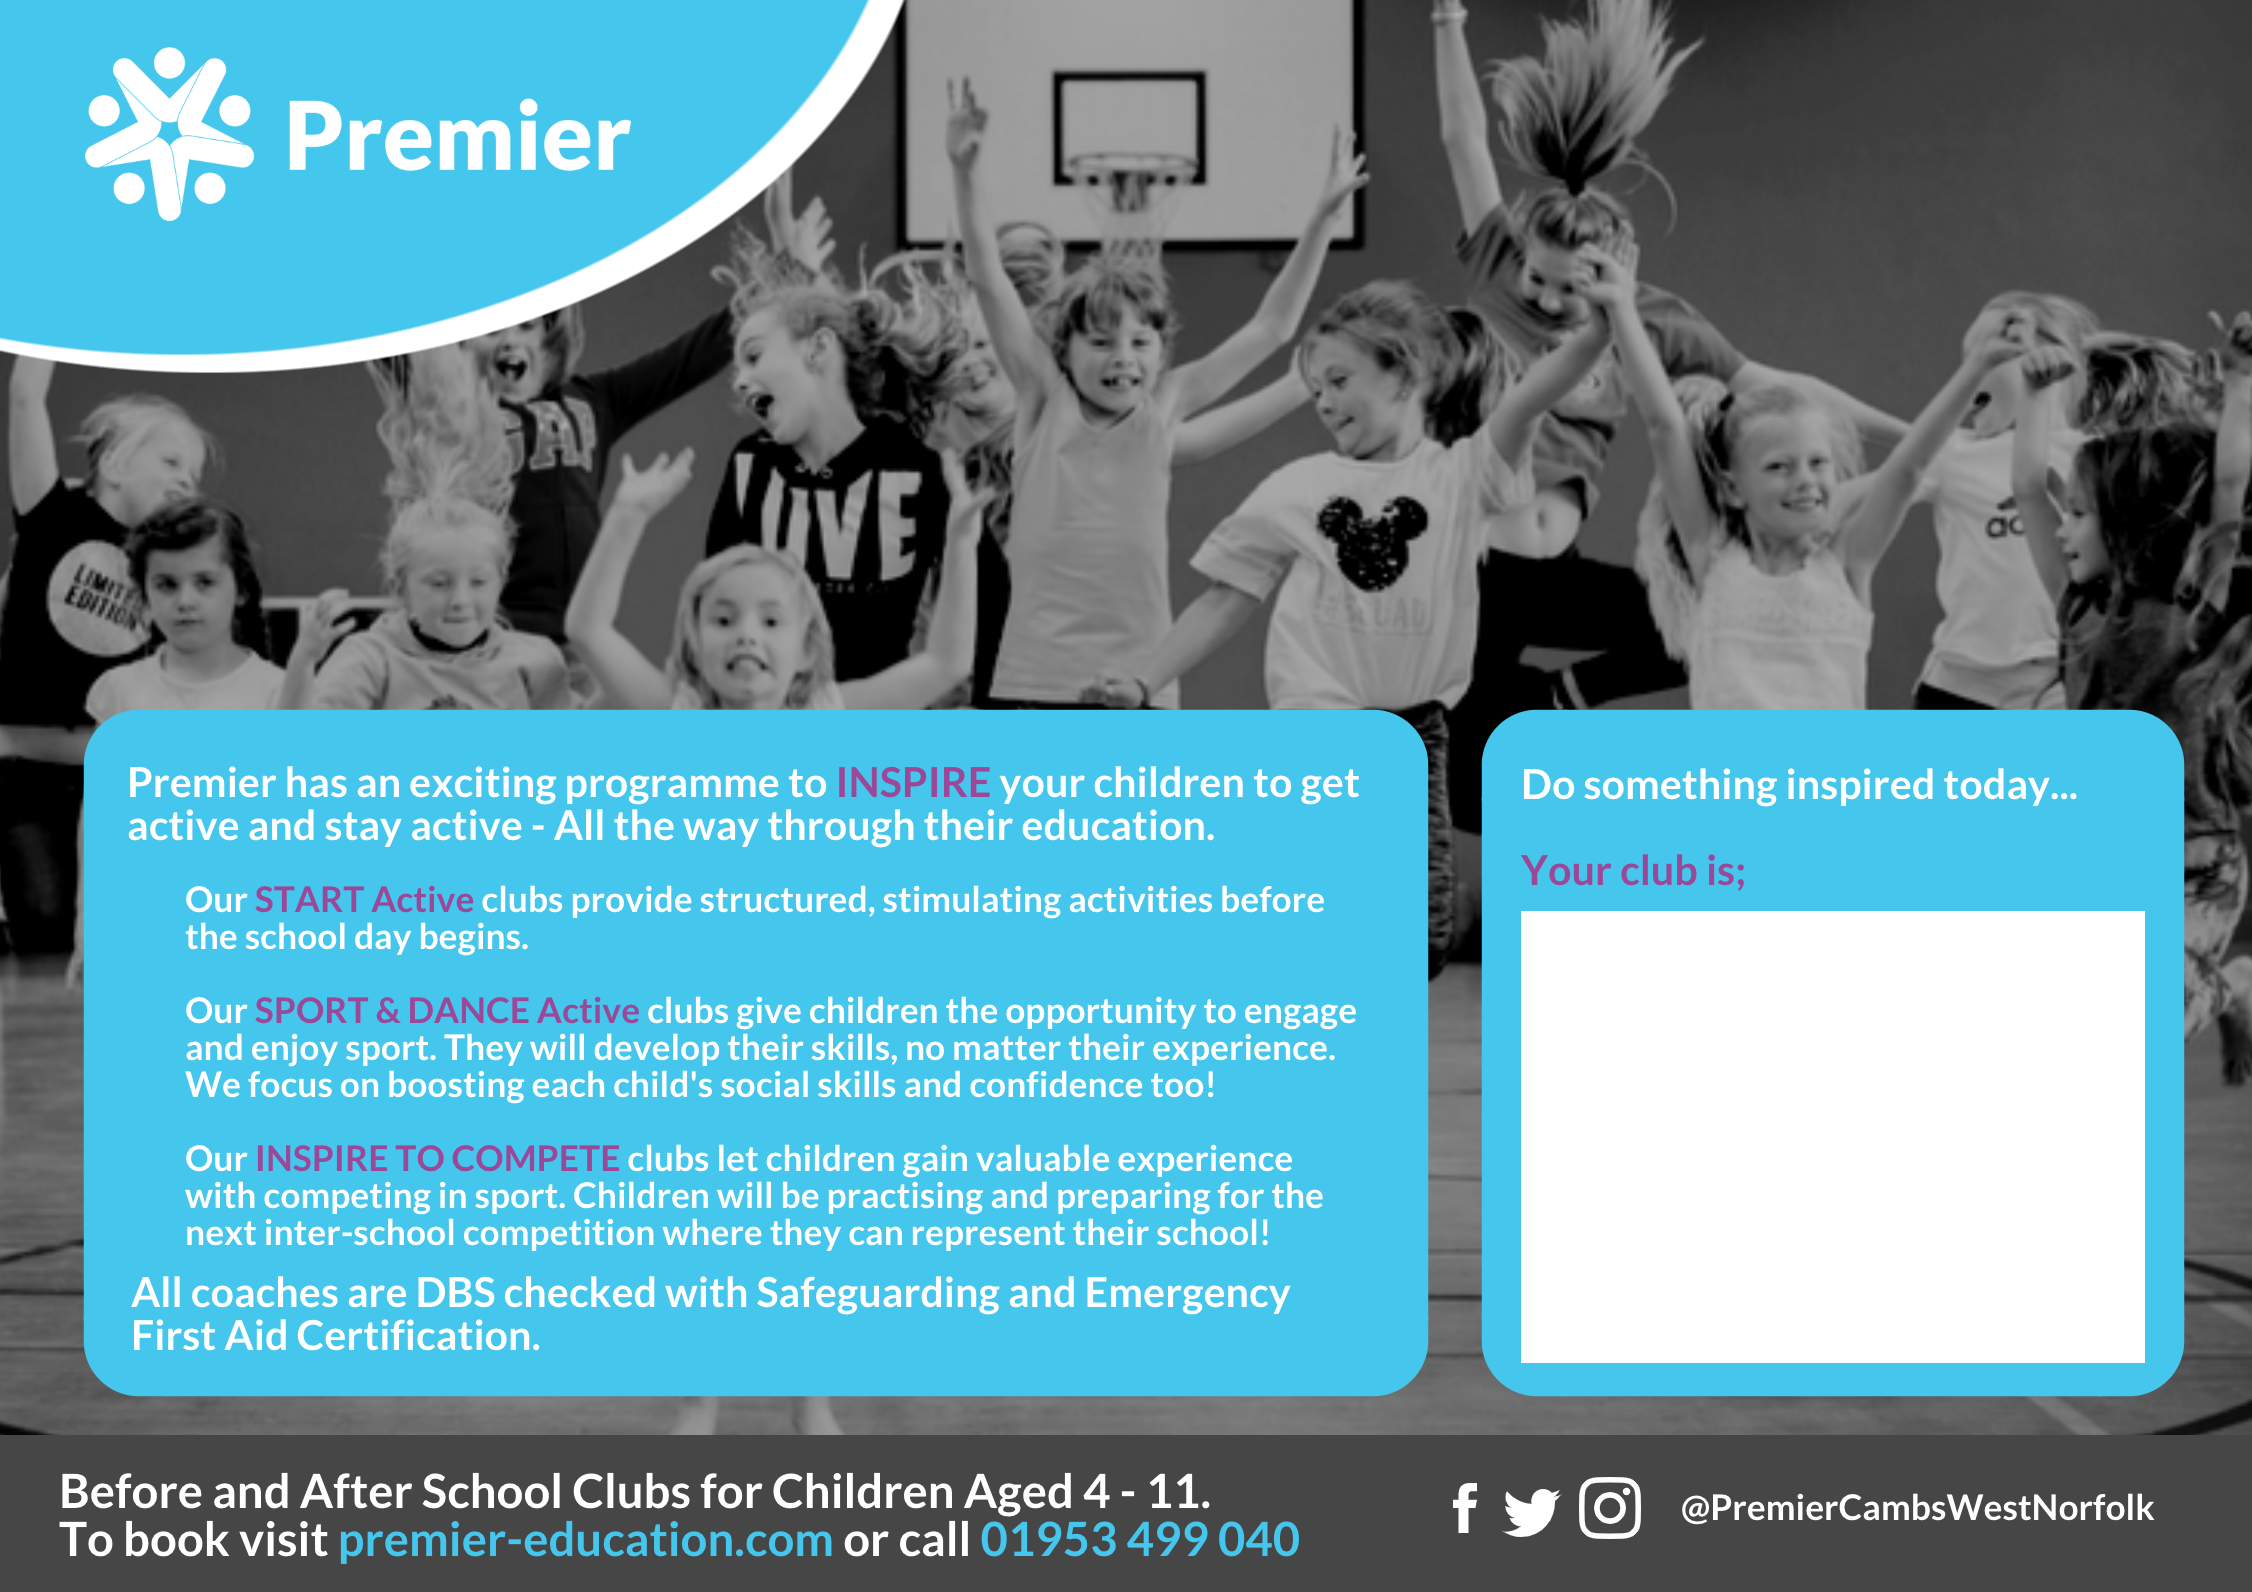 Premier
GAP
LOVE
LIMITED
EDITION
SQUAD
Premier has an exciting programme to INSPIRE your children to get
active and stay active - All the way through their education.
Our START Active clubs provide structured, stimulating activities before
the school day begins.
Our SPORT & DANCE Active clubs give children the opportunity to engage
and enjoy sport. They will develop their skills, no matter their experience.
We focus on boosting each child's social skills and confidence too!
Our INSPIRE TO COMPETE clubs let children gain valuable experience
with competing in sport. Children will be practising and preparing for the
next inter-school competition where they can represent their school!
All coaches are DBS checked with Safeguarding and Emergency
First Aid Certification.
Do something inspired today...
Your club is;
Before and After School Clubs for Children Aged 4 - 11.
To book visit premier-education.com or call 01953 499 040
@PremierCambsWestNorfolk